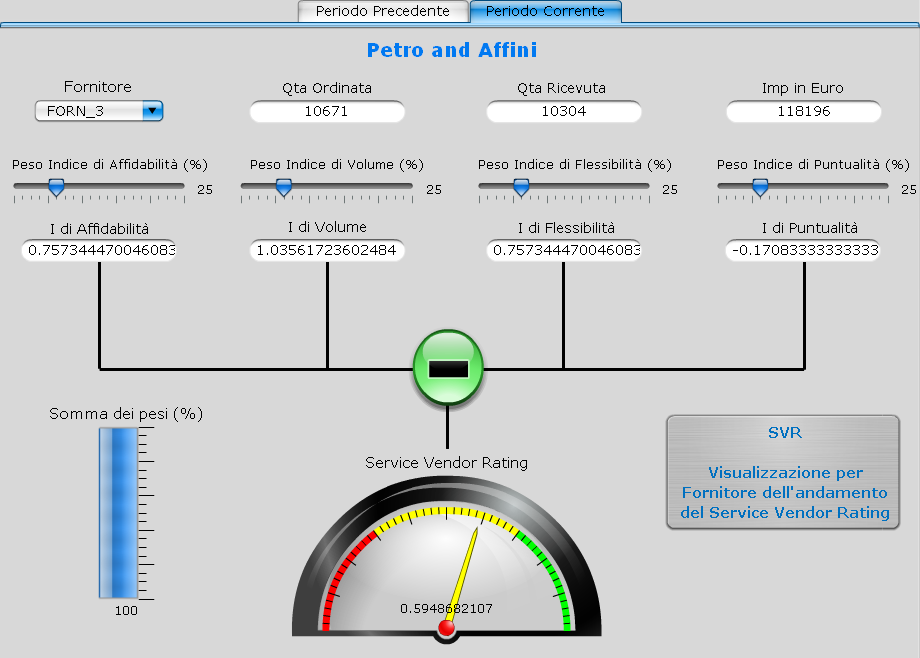 Periodo Precedente
Periodo Corrente
Petro and Affini
Fornitore
Qta Ordinata
Qta Ricevuta
Imp in Euro
FORN_3
10671
10304
118196
Peso Indice di Affidabilità (%)
Peso Indice di Volume (%)
Peso Indice di Flessibilità (%)
Peso Indice di Puntualità (%)
25
25
25
25
I di Affidabilità
I di Volume
I di Flessibilità
I di Puntualità
0.757344470046083
1.03561723602484
0.757344470046083
-0.17083333333333
Somma dei pesi (%)
100
Service Vendor Rating
0.5948682107
SVR
Visualizzazione per
Fornitore dell'andamento
del Service Vendor Rating